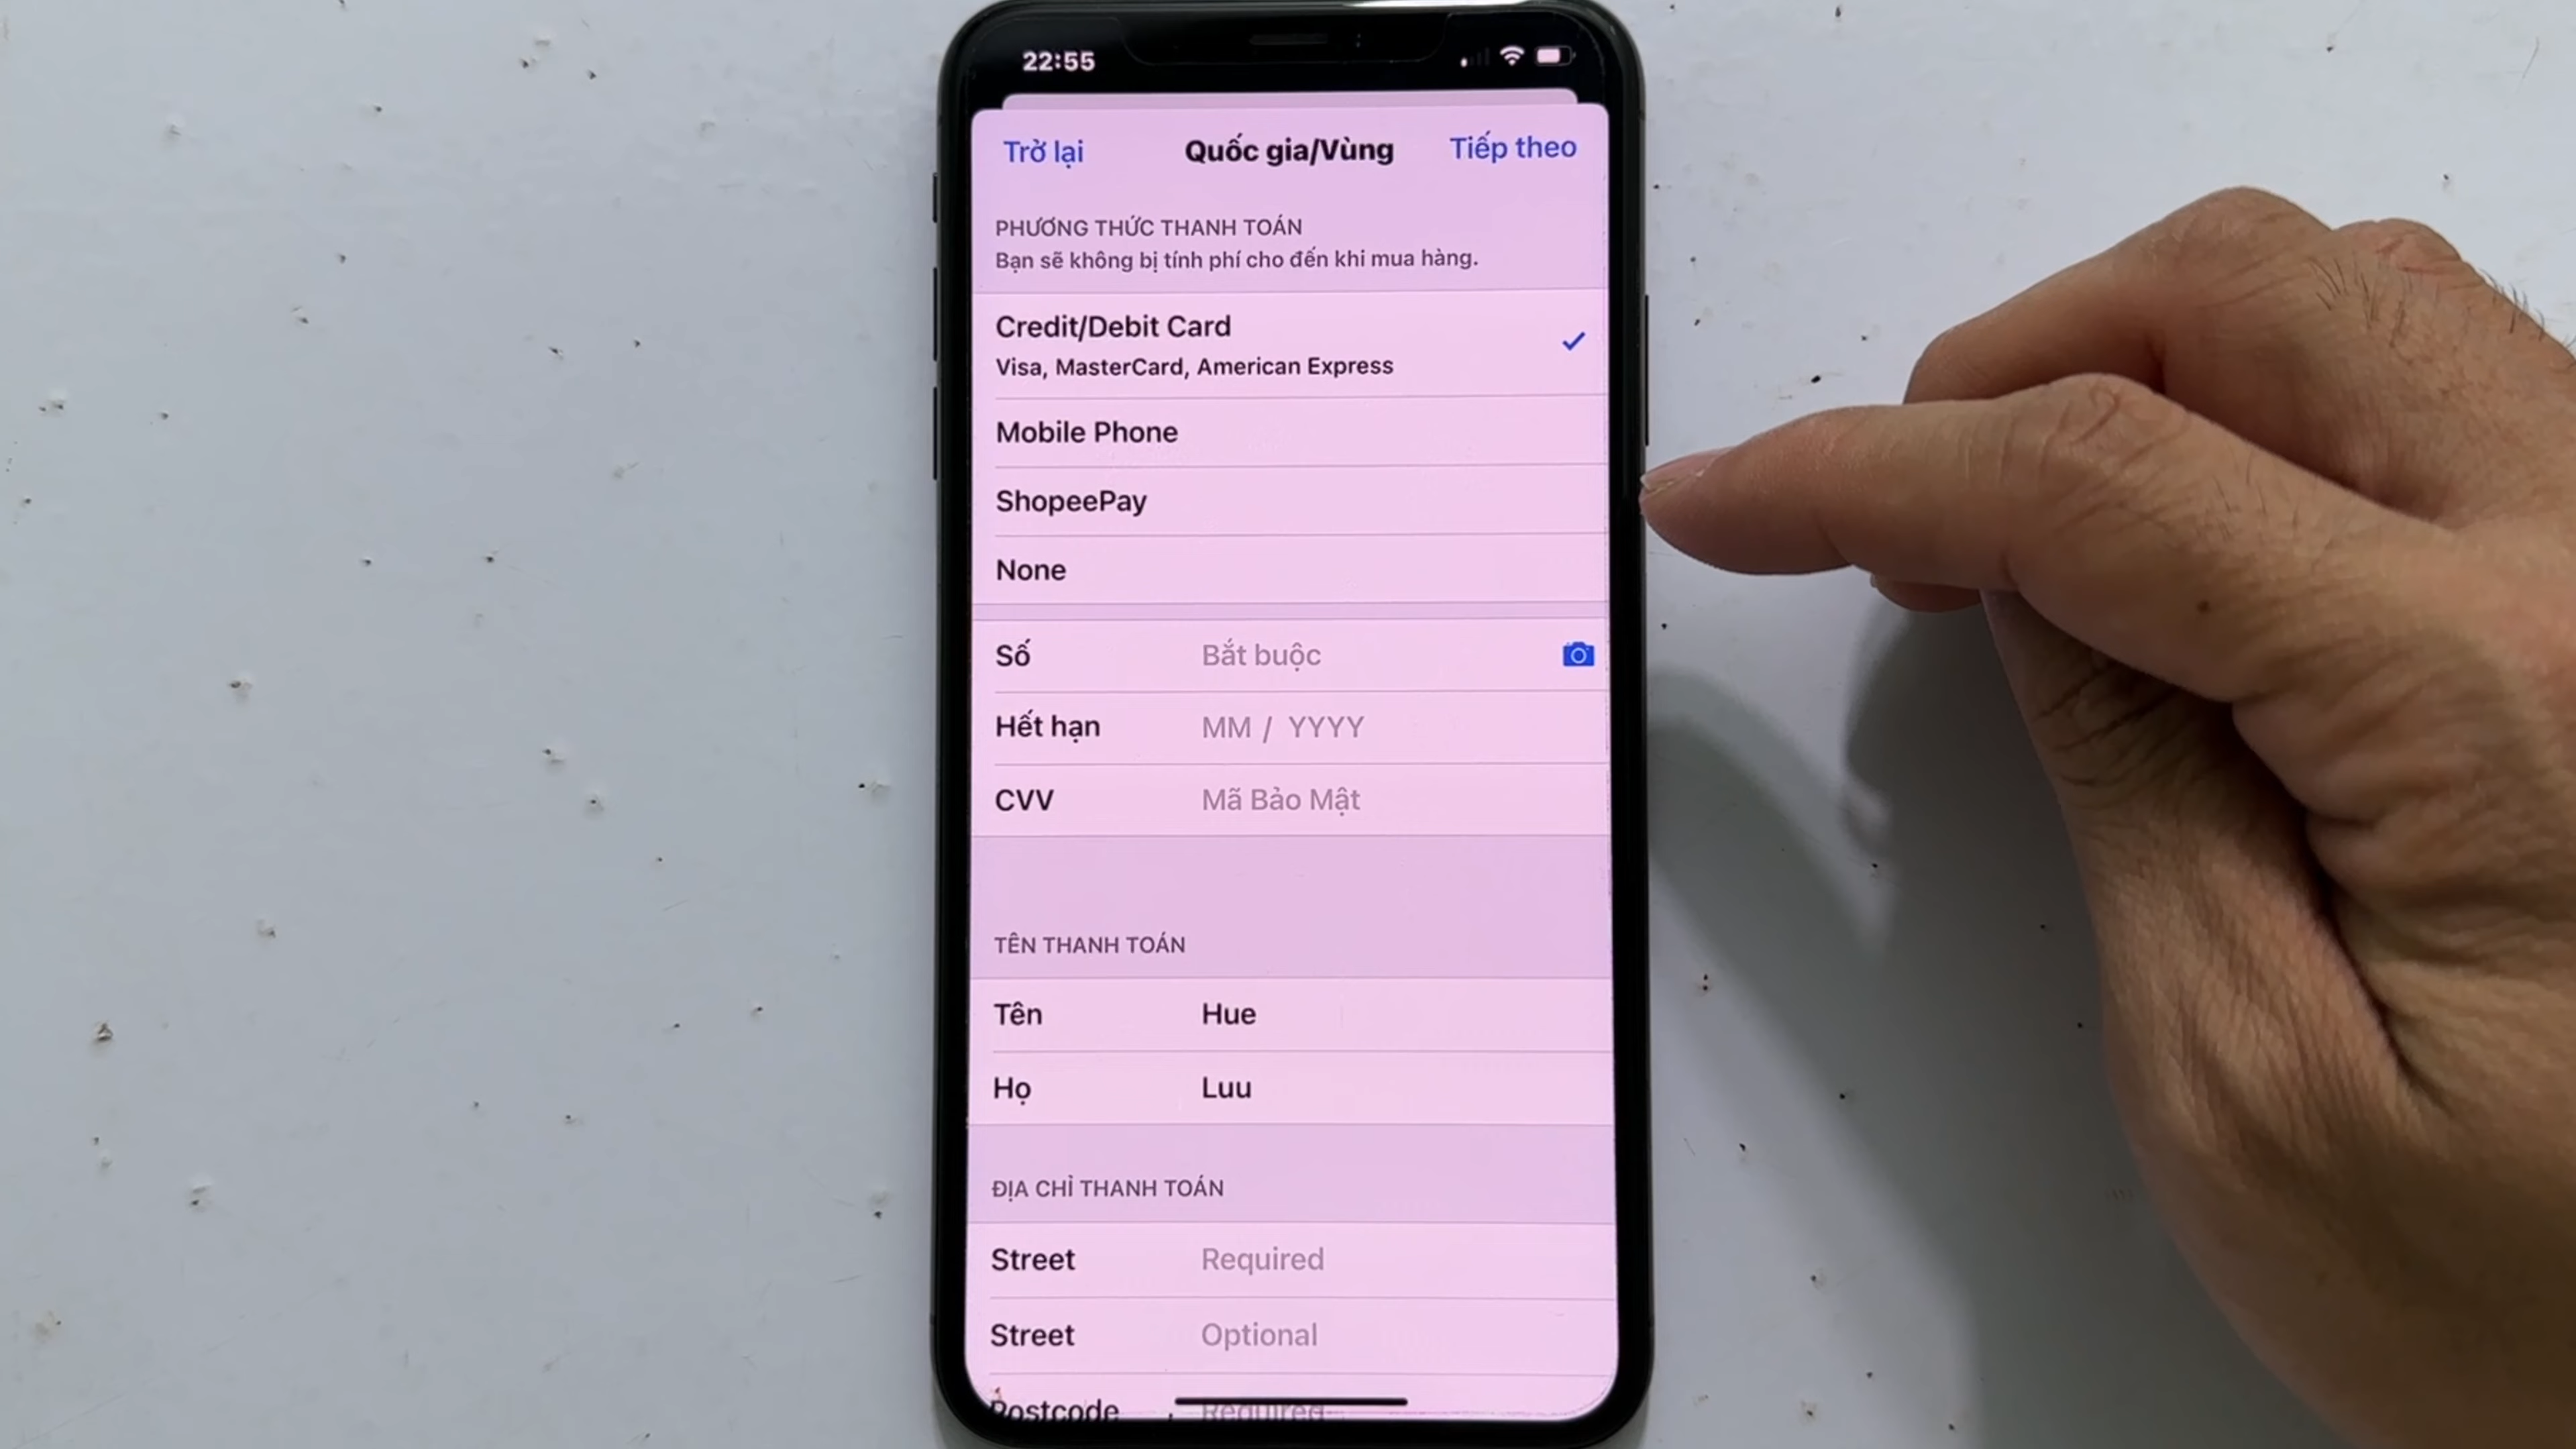 22:55
Trở lại
Quốc gia/Vùng
Tiếp theo
PHƯƠNG THỨC THANH TOÁN
Bạn sẽ không bị tính phí cho đến khi mua hàng.
Credit/Debit Card
Visa, MasterCard, American Express
Mobile Phone
ShopeePay
None
Số Bắt buộc
Hết hạn MM / YYYY
CVV Mã Bảo Mật
TÊN THANH TOÁN
Tên Hue
Họ Luu
ĐỊA CHỈ THANH TOÁN
Street Required
Street Optional
Postcode Required